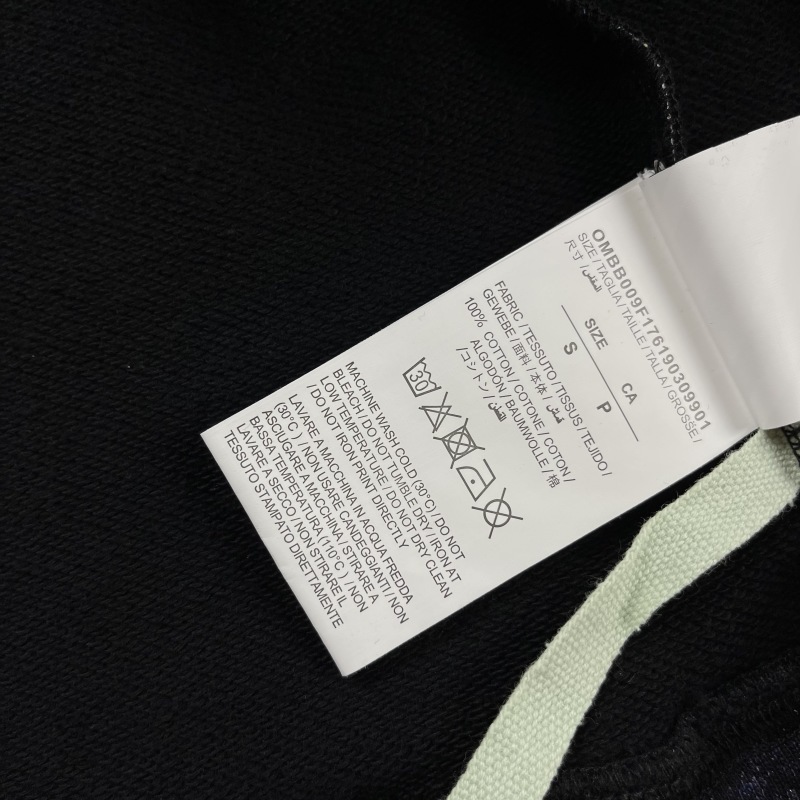 OMBB009F176190309901
SIZE / TAGLIA / TAILLE / TALLA / GROSSE /
尺寸 / المقاس
SIZE CA
S P
FABRIC / TESSUTO / TISSUS / TEJIDO /
GEWEBE / 面料 / 本体 / قماش
100% COTTON / COTONE / COTON /
ALGODON / BAUMWOLLE / 棉
/ コットン / القطن
30
MACHINE WASH COLD (30°C) / DO NOT
BLEACH / DO NOT TUMBLE DRY / IRON AT
LOW TEMPERATURE / DO NOT DRY CLEAN
/ DO NOT IRON PRINT DIRECTLY
LAVARE A MACCHINA IN ACQUA FREDDA
(30°C ) / NON USARE CANDEGGIANTI / NON
ASCIUGARE A MACCHINA / STIRARE A
BASSA TEMPERATURA (110°C ) / NON
LAVARE A SECCO / NON STIRARE IL
TESSUTO STAMPATO DIRETTAMENTE